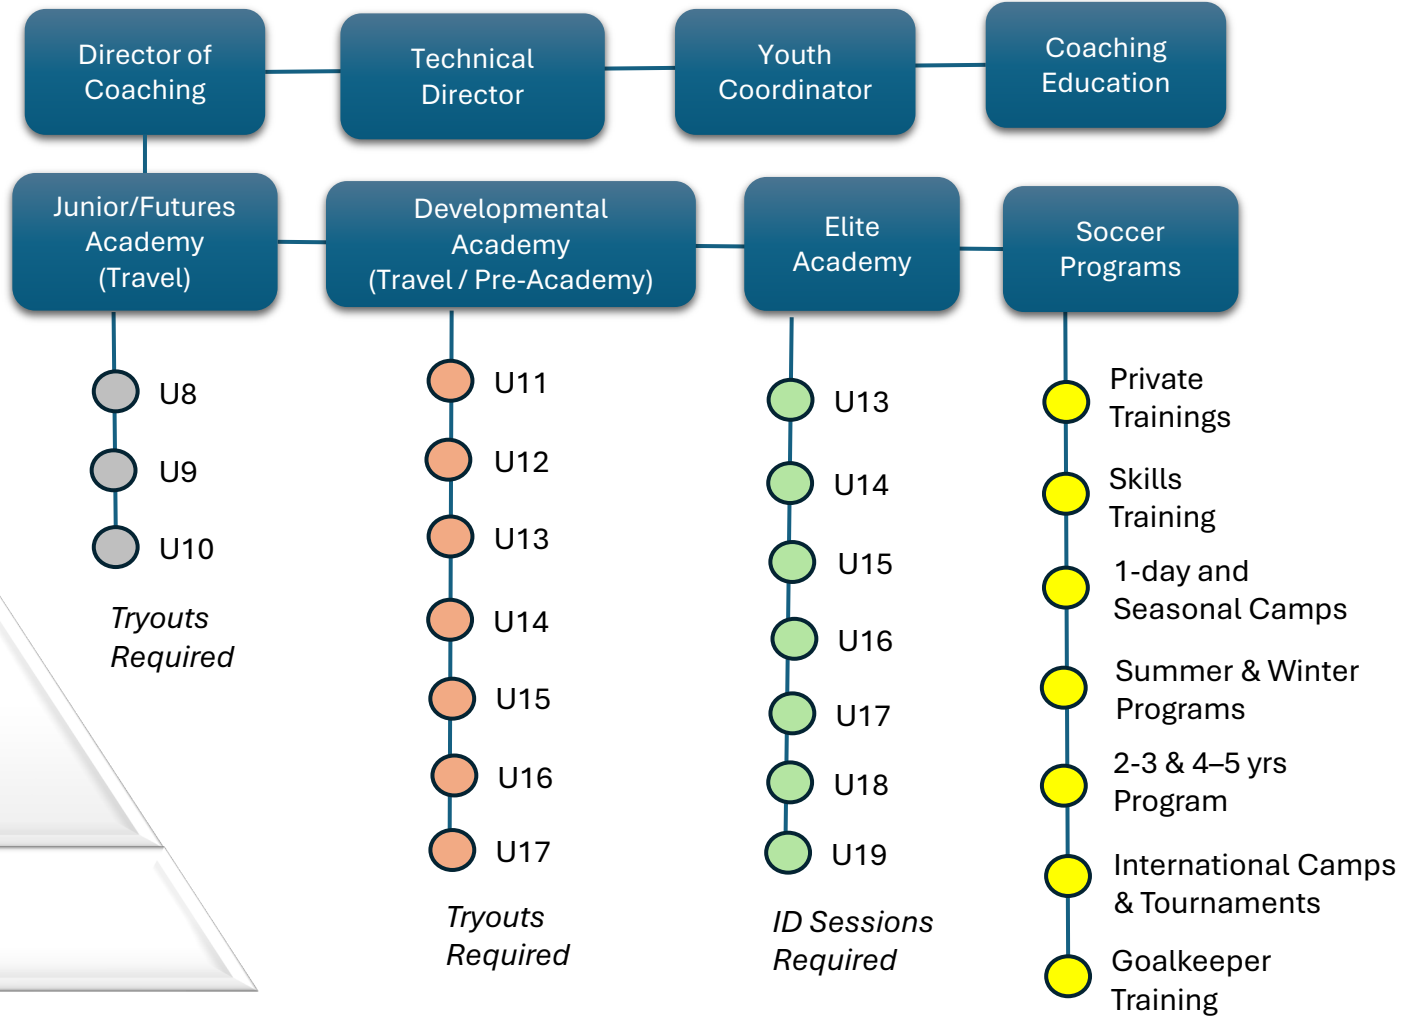 Director of
Coaching
Technical
Director
Youth
Coordinator
Coaching
Education
Junior/Futures
Academy
(Travel)
Developmental
Academy
(Travel / Pre-Academy)
Elite
Academy
Soccer
Programs
U8
U9
U10
Tryouts
Required
U11
U12
U13
U14
U15
U16
U17
Tryouts
Required
U13
U14
U15
U16
U17
U18
U19
ID Sessions
Required
Private
Trainings
Skills
Training
1-day and
Seasonal Camps
Summer & Winter
Programs
2-3 & 4–5 yrs
Program
International Camps
& Tournaments
Goalkeeper
Training